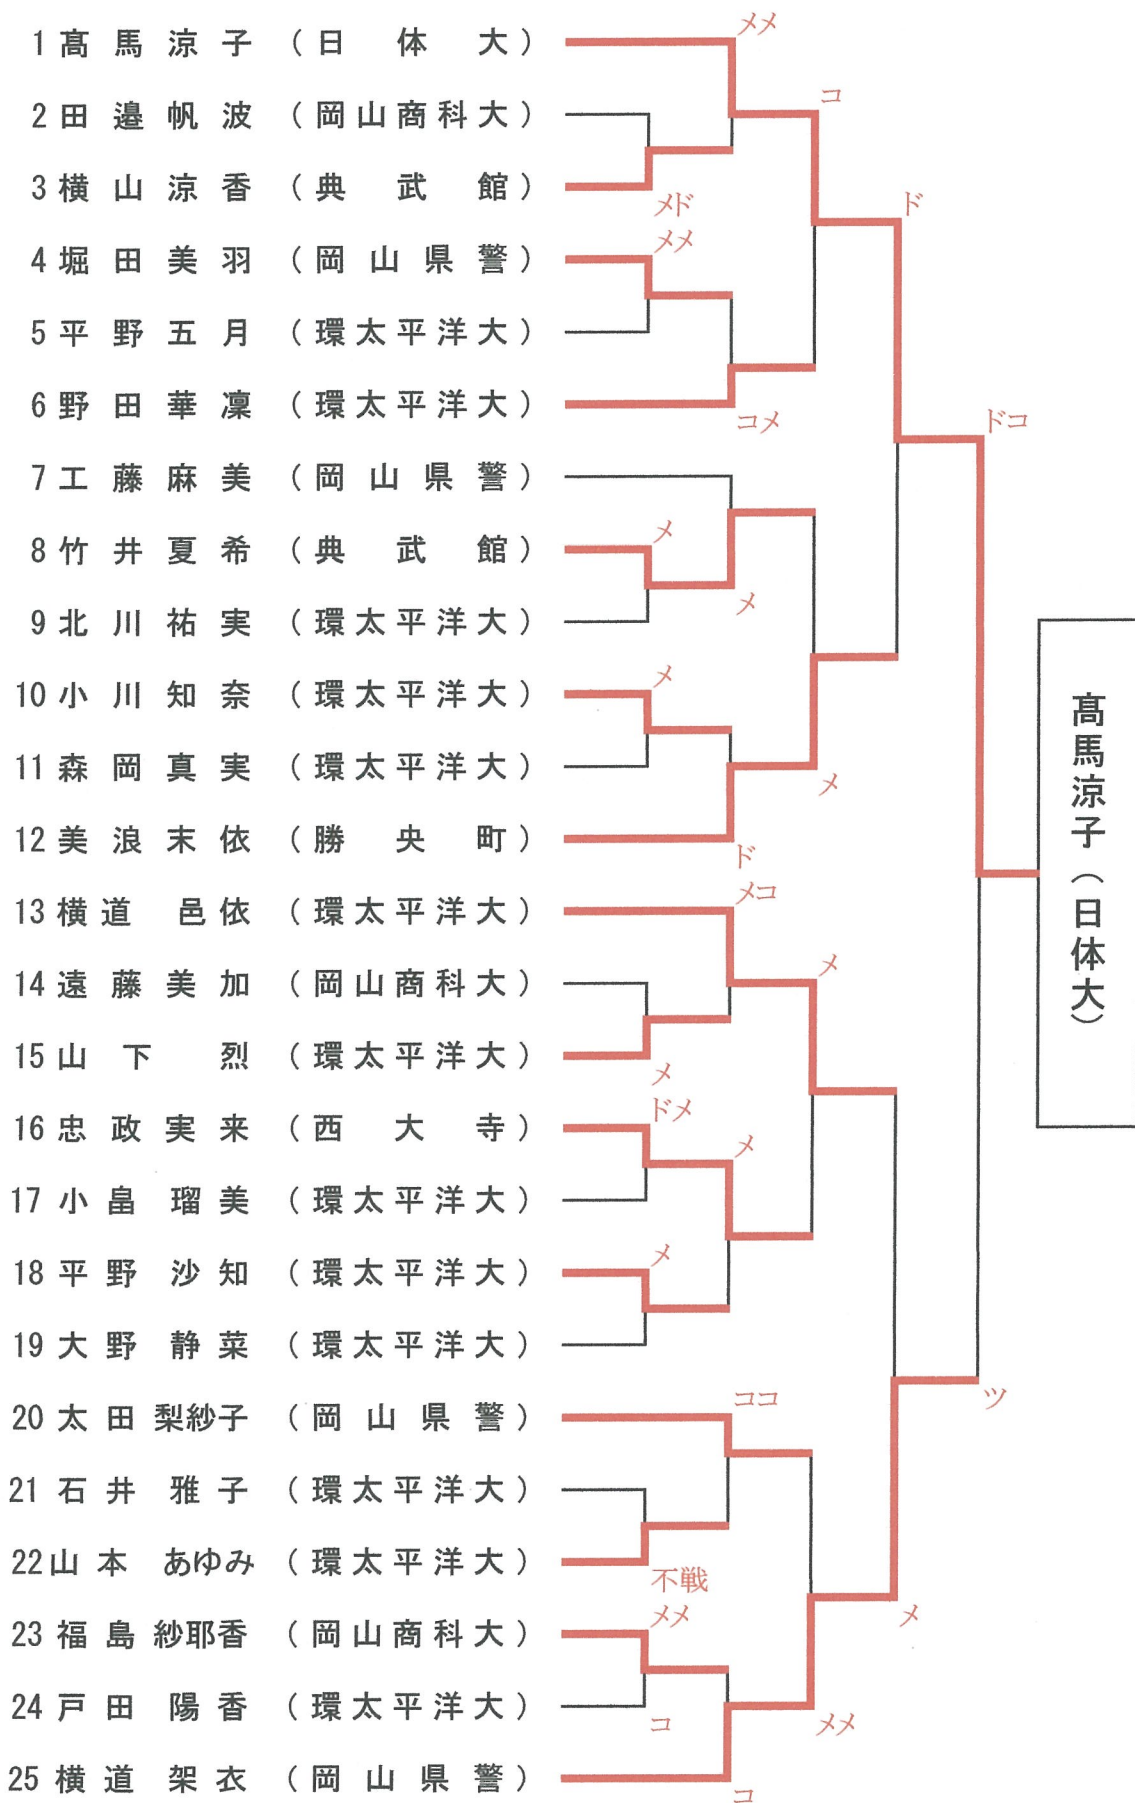 1 髙馬涼子 (日体大)
メメ
2 田邉帆波 (岡山商科大)
コ
3 横山涼香 (典武館)
メド
ド
4 堀田美羽 (岡山県警)
メメ
5 平野五月 (環太平洋大)
6 野田華凜 (環太平洋大)
コメ
ドコ
7 工藤麻美 (岡山県警)
8 竹井夏希 (典武館)
メ
9 北川祐実 (環太平洋大)
メ
10 小川知奈 (環太平洋大)
メ
11 森岡真実 (環太平洋大)
メ
12 美浪末依 (勝央町)
ド
13 横道邑依 (環太平洋大)
メコ
14 遠藤美加 (岡山商科大)
メ
15 山下烈 (環太平洋大)
メ
16 忠政実来 (西大寺)
ドメ
メ
17 小畠瑠美 (環太平洋大)
18 平野沙知 (環太平洋大)
メ
19 大野静菜 (環太平洋大)
20 太田梨紗子 (岡山県警)
ココ
ツ
21 石井雅子 (環太平洋大)
22 山本あゆみ (環太平洋大)
不戦
23 福島紗耶香 (岡山商科大)
メメ
メ
24 戸田陽香 (環太平洋大)
コ
メメ
25 横道架衣 (岡山県警)
コ
髙馬涼子(日体大)